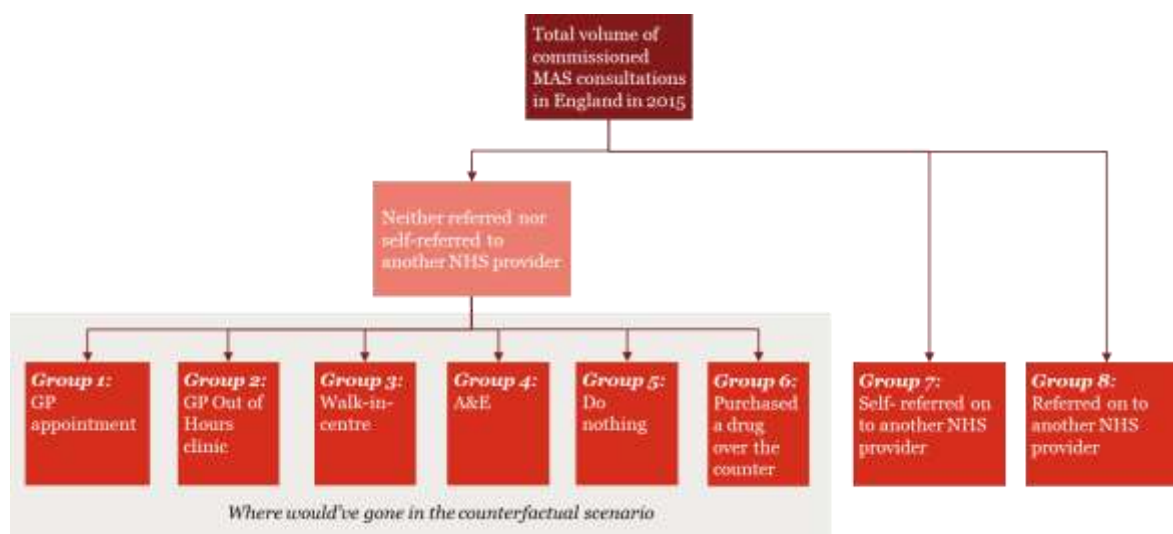 Total volume of
commissioned
MAS consultations
in England in 2015
Neither referred nor
self-referred to
another NHS provider
Group 1:
GP
appointment
Group 2:
GP Out of
Hours
clinic
Group 3:
Walk-in-
centre
Group 4:
A&E
Group 5:
Do
nothing
Group 6:
Purchased
a drug
over the
counter
Group 7:
Self- referred on
to another NHS
provider
Group 8:
Referred on to
another NHS
provider
Where would've gone in the counterfactual scenario